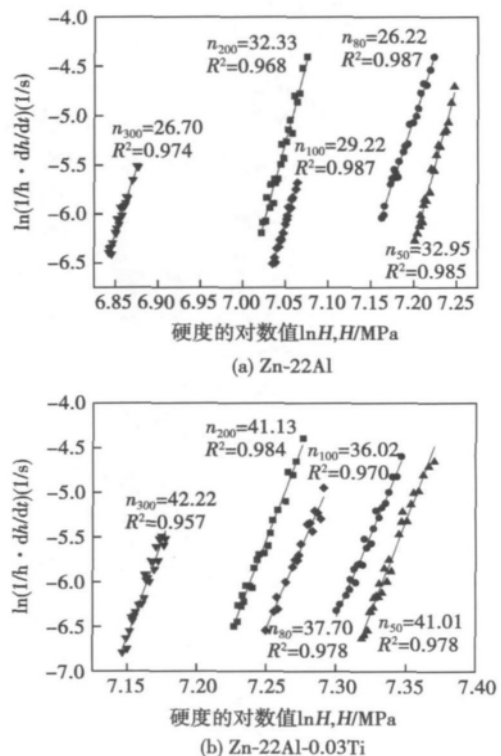 -4.0
n200=32.33
R²=0.968
n80=26.22
R²=0.987
-4.5
-5.0
n300=26.70
R²=0.974
n100=29.22
R²=0.987
-5.5
-6.0
n50=32.95
R²=0.985
-6.5
ln(1/h·dh/dt)(1/s)
6.85 6.90 6.95 7.00 7.05 7.10 7.15 7.20 7.25
硬度的对数值lnH,H/MPa
(a) Zn-22Al
-4.0
n200=41.13
R²=0.984
n100=36.02
R²=0.970
-4.5
-5.0
n300=42.22
R²=0.957
-5.5
-6.0
-6.5
n80=37.70
R²=0.978
n50=41.01
R²=0.978
-7.0
ln(1/h·dh/dt)(1/s)
7.15 7.20 7.25 7.30 7.35 7.40
硬度的对数值lnH,H/MPa
(b) Zn-22Al-0.03Ti